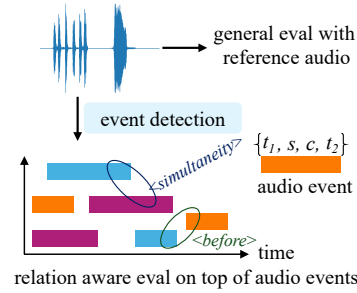 general eval with
reference audio
event detection
<simultaneity>
{t1, s, c, t2}
audio event
<before>
time
relation aware eval on top of audio events